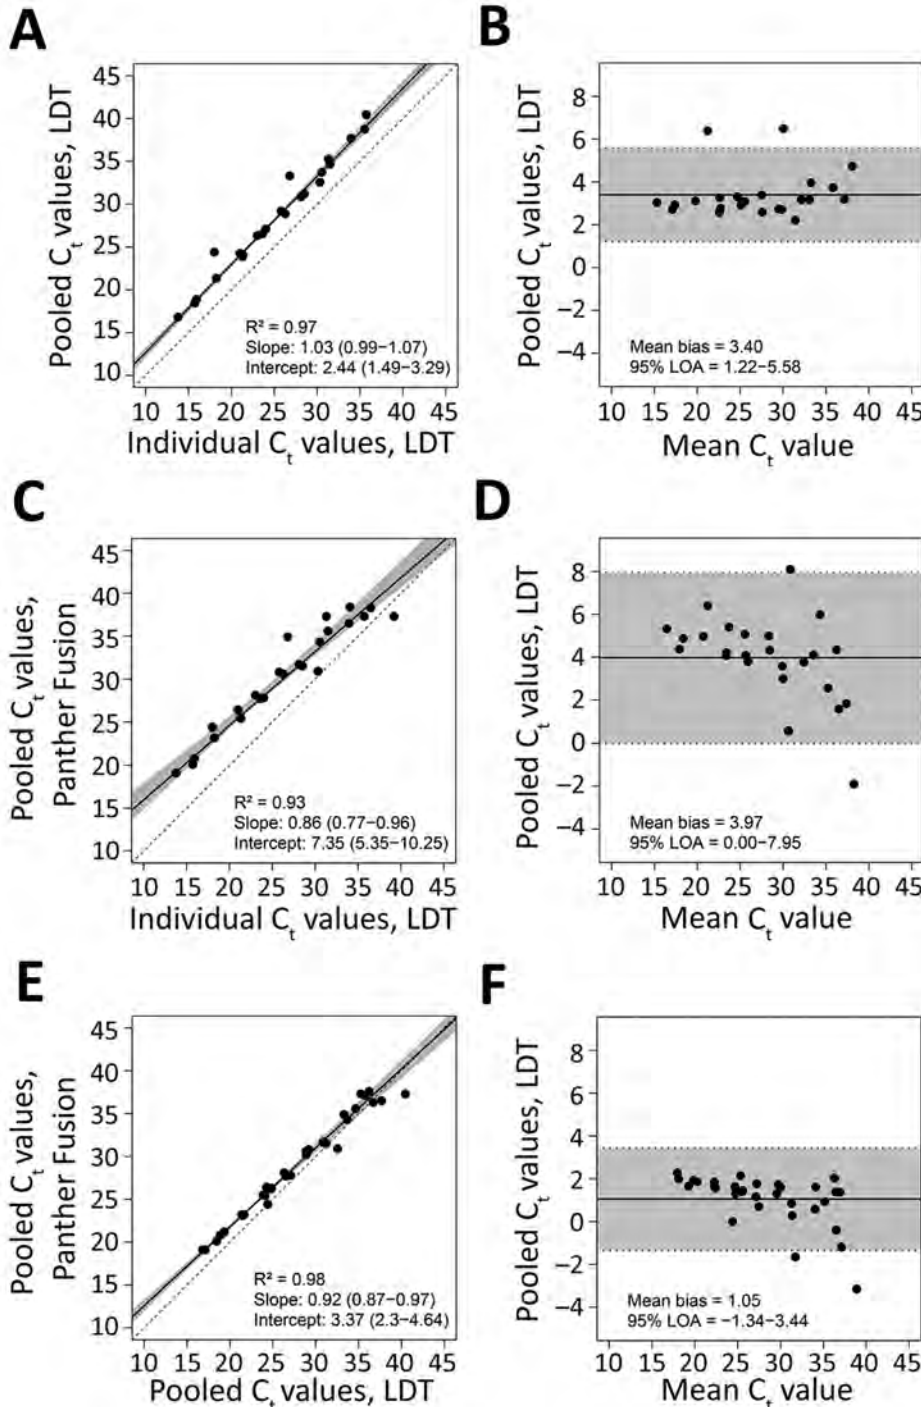 A
Pooled Ct values, LDT
45
40
35
30
25
20
15
10
R² = 0.97
Slope: 1.03 (0.99–1.07)
Intercept: 2.44 (1.49–3.29)
10 15 20 25 30 35 40 45
Individual Ct values, LDT
B
Pooled Ct values, LDT
8
6
4
2
0
−2
−4
Mean bias = 3.40
95% LOA = 1.22–5.58
10 15 20 25 30 35 40 45
Mean Ct value
C
Pooled Ct values,
Panther Fusion
45
40
35
30
25
20
15
10
R² = 0.93
Slope: 0.86 (0.77–0.96)
Intercept: 7.35 (5.35–10.25)
10 15 20 25 30 35 40 45
Individual Ct values, LDT
D
Pooled Ct values, LDT
8
6
4
2
0
−2
−4
Mean bias = 3.97
95% LOA = 0.00–7.95
10 15 20 25 30 35 40 45
Mean Ct value
E
Pooled Ct values,
Panther Fusion
45
40
35
30
25
20
15
10
R² = 0.98
Slope: 0.92 (0.87–0.97)
Intercept: 3.37 (2.3–4.64)
10 15 20 25 30 35 40 45
Pooled Ct values, LDT
F
Pooled Ct values, LDT
8
6
4
2
0
−2
−4
Mean bias = 1.05
95% LOA = −1.34–3.44
10 15 20 25 30 35 40 45
Mean Ct value